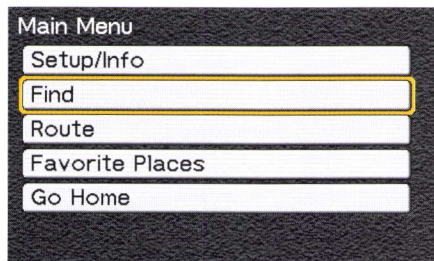 Main Menu
Setup/Info
Find
Route
Favorite Places
Go Home